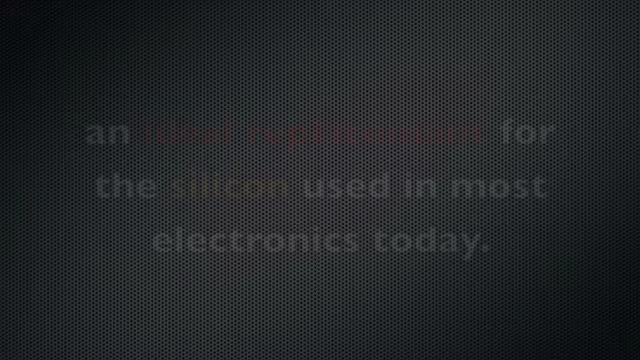 an ideal replacement for
the silicon used in most
electronics today.